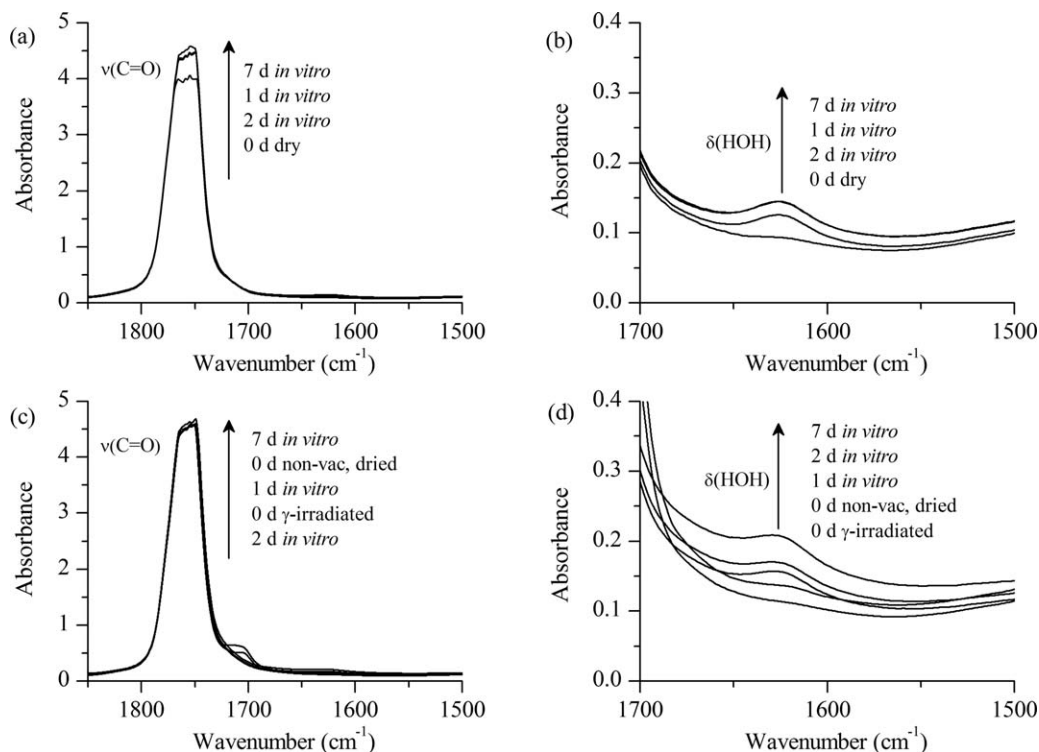 (a)
5
4
3
2
1
0
Absorbance
ν(C=O)
7 d in vitro
1 d in vitro
2 d in vitro
0 d dry
1800
1700
1600
1500
Wavenumber (cm⁻¹)
(b)
0.4
0.3
0.2
0.1
0.0
Absorbance
δ(HOH)
7 d in vitro
1 d in vitro
2 d in vitro
0 d dry
1700
1600
1500
Wavenumber (cm⁻¹)
(c)
5
4
3
2
1
0
Absorbance
ν(C=O)
7 d in vitro
0 d non-vac, dried
1 d in vitro
0 d γ-irradiated
2 d in vitro
1800
1700
1600
1500
Wavenumber (cm⁻¹)
(d)
0.4
0.3
0.2
0.1
0.0
Absorbance
δ(HOH)
7 d in vitro
2 d in vitro
1 d in vitro
0 d non-vac, dried
0 d γ-irradiated
1700
1600
1500
Wavenumber (cm⁻¹)